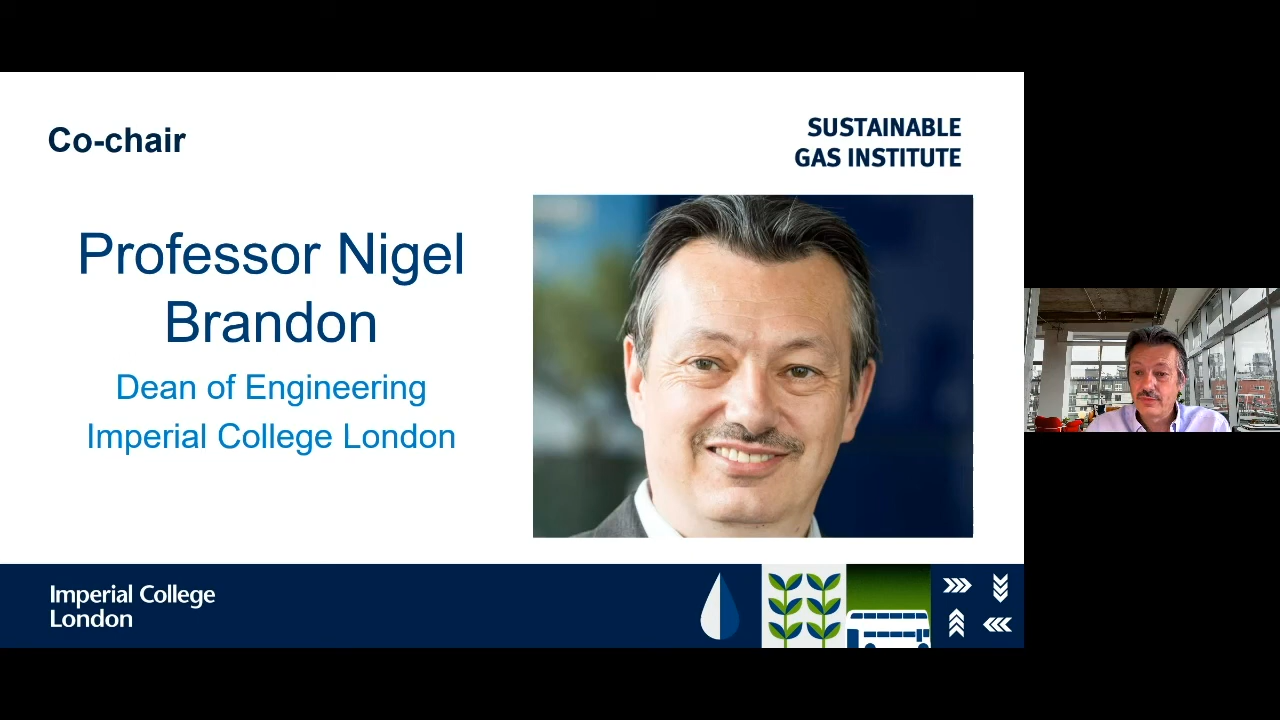 Co-chair
SUSTAINABLE
GAS INSTITUTE
Professor Nigel
Brandon
Dean of Engineering
Imperial College London
Imperial College
London